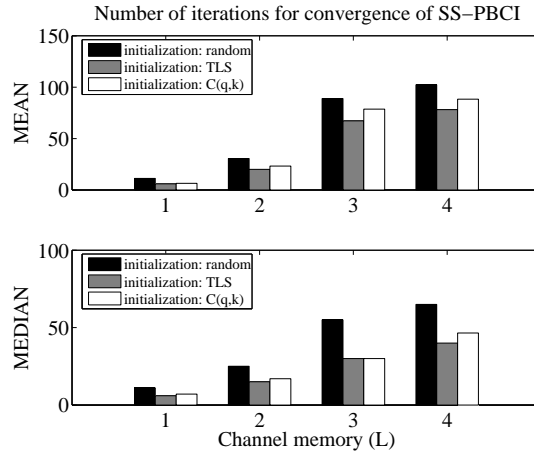 Number of iterations for convergence of SS−PBCI
150
100
50
0
MEAN
initialization: random
initialization: TLS
initialization: C(q,k)
1 2 3 4
100
50
0
MEDIAN
initialization: random
initialization: TLS
initialization: C(q,k)
1 2 3 4
Channel memory (L)